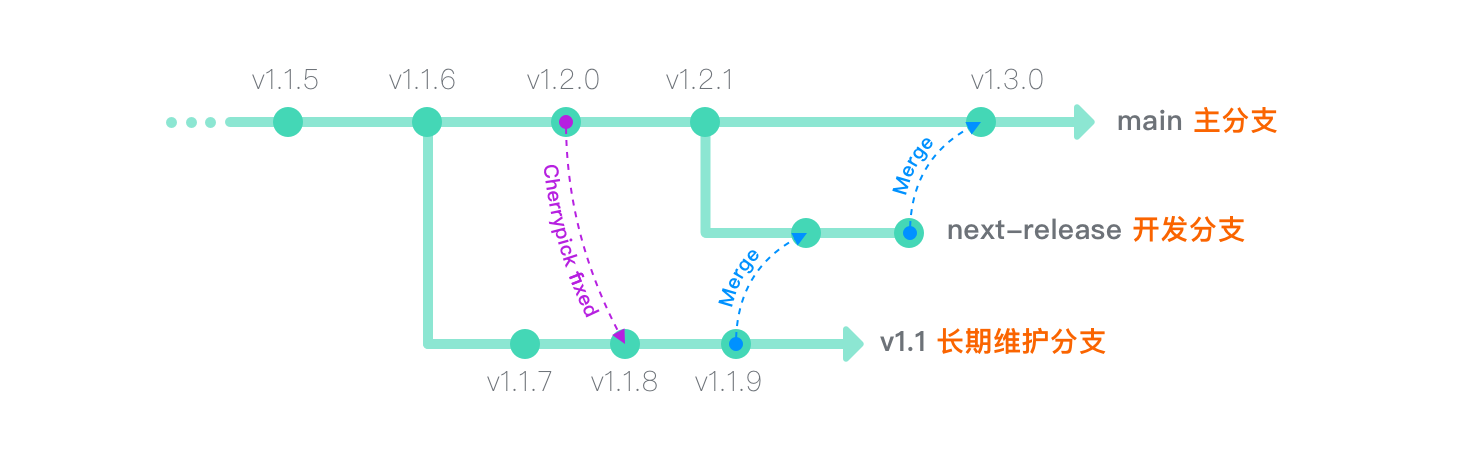 v1.1.5
v1.1.6
v1.2.0
v1.2.1
v1.3.0
main 主分支
Merge
Cherrypick fixed
next–release 开发分支
Merge
v1.1 长期维护分支
v1.1.7
v1.1.8
v1.1.9